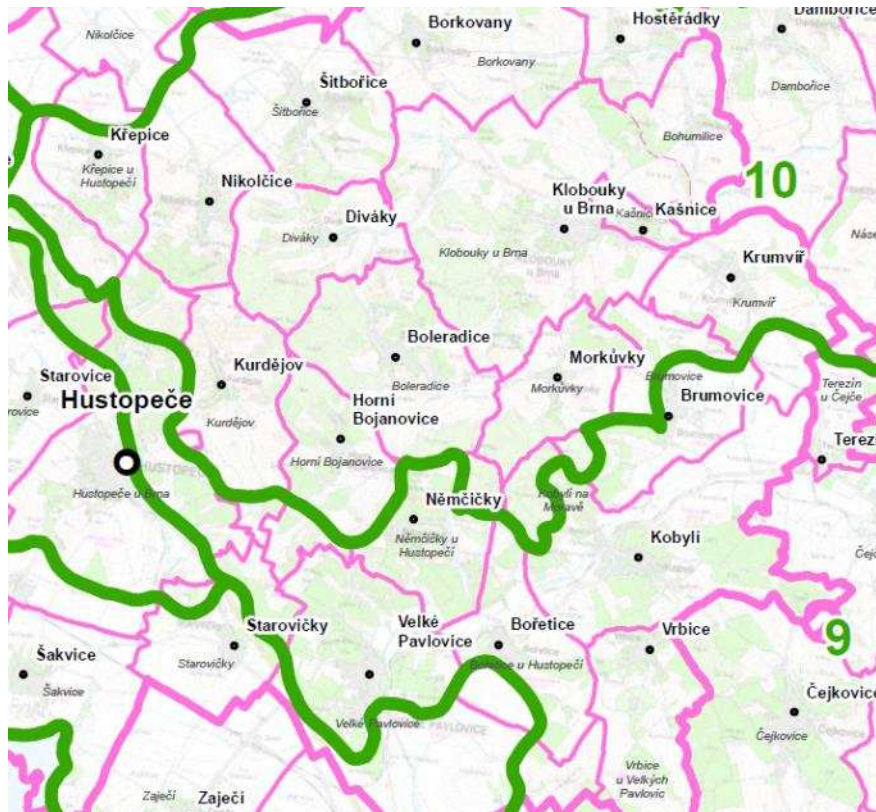 Borkovany
Hostěrádky
Dambořice
Nikolčice
Borkovany
Šitbořice
Šitbořice
Dambořice
Křepice
Bohumilice
Křepice u
Hustopečí
10
Nikolčice
Klobouky
u Brna
Kašnice
Diváky
Diváky
Klobouky u Brna
Krumvíř
Krumvíř
Boleradice
Boleradice
Morkůvky
Morkůvky
Brumovice
Starovice
Kurdějov
Terezín
u Čejče
Hustopeče
Horní
Bojanovice
Brumovice
Kurdějov
Horní Bojanovice
Hustopeče u Brna
Kobylí na
Moravě
Němčičky
Němčičky u
Hustopečí
Kobylí
Starovičky
Starovičky
Velké
Pavlovice
Bořetice
Bořetice u Hustopečí
Vrbice
9
Šakvice
Šakvice
Velké Pavlovice
Čejkovice
Čejkovice
Vrbice
u Velkých
Pavlovic
Zaječí
Zaječí